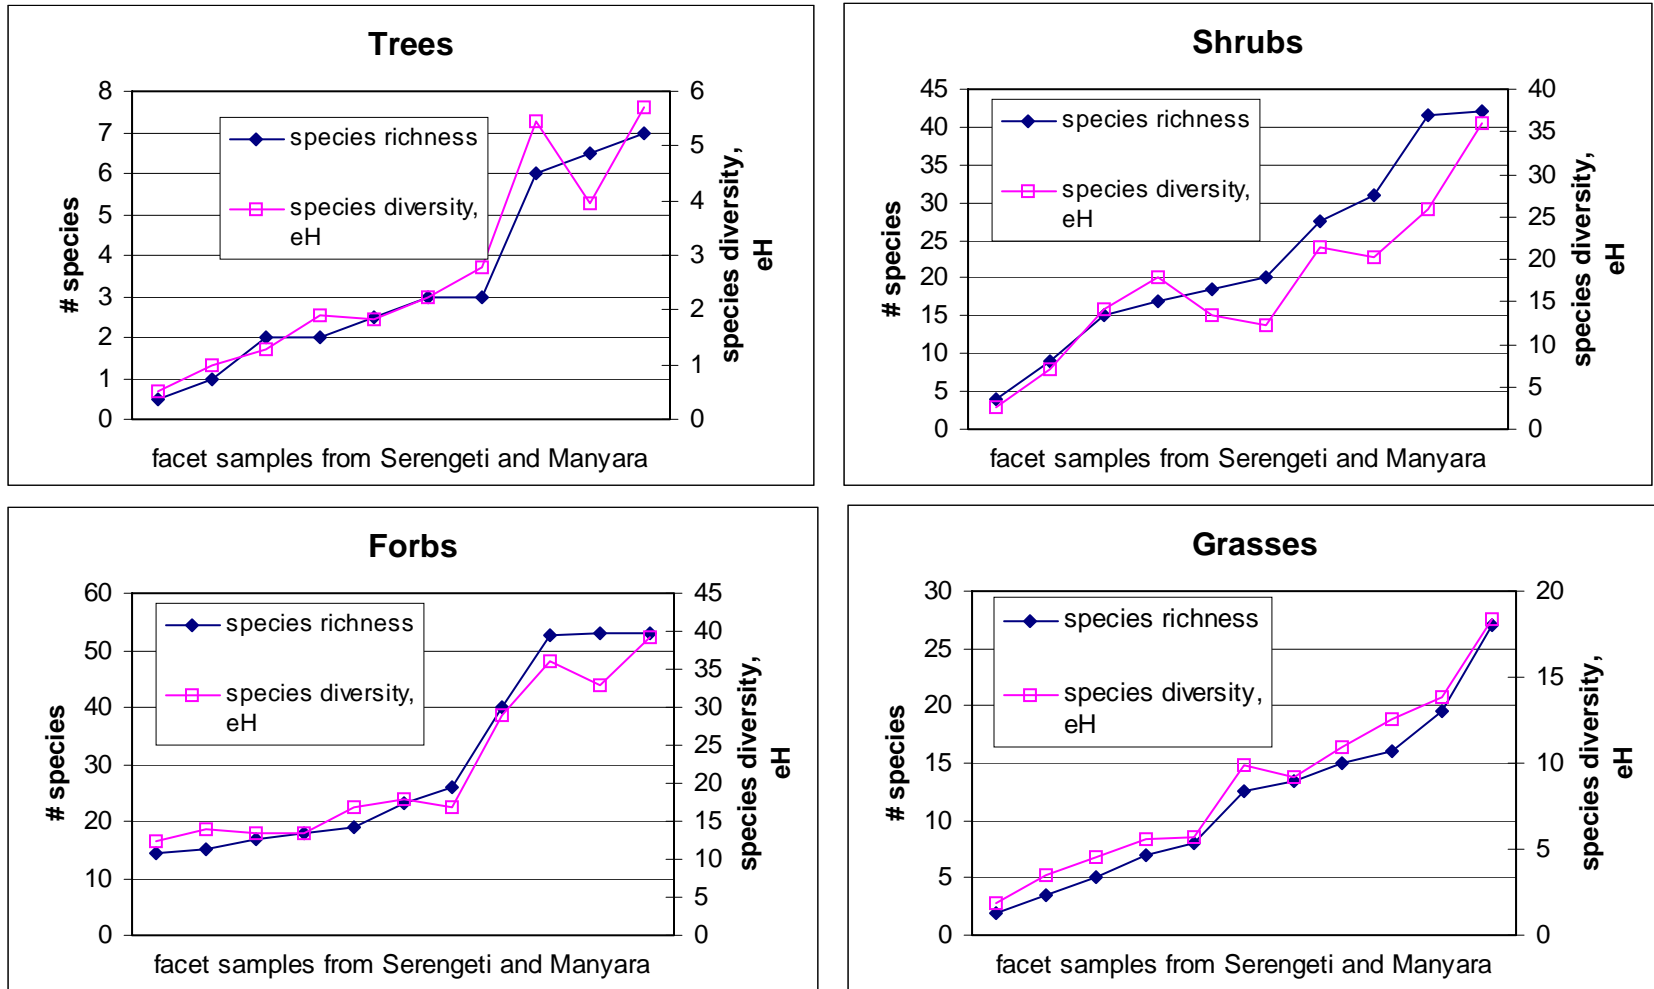 Trees
8
7
6
5
4
3
2
1
0
# species
species richness
species diversity,
eH
6
5
4
3
2
1
0
species diversity,
eH
facet samples from Serengeti and Manyara
Shrubs
45
40
35
30
25
20
15
10
5
0
# species
species richness
species diversity,
eH
40
35
30
25
20
15
10
5
0
species diversity,
eH
facet samples from Serengeti and Manyara
Forbs
60
50
40
30
20
10
0
# species
species richness
species diversity,
eH
45
40
35
30
25
20
15
10
5
0
species diversity,
eH
facet samples from Serengeti and Manyara
Grasses
30
25
20
15
10
5
0
# species
species richness
species diversity,
eH
20
15
10
5
0
species diversity,
eH
facet samples from Serengeti and Manyara